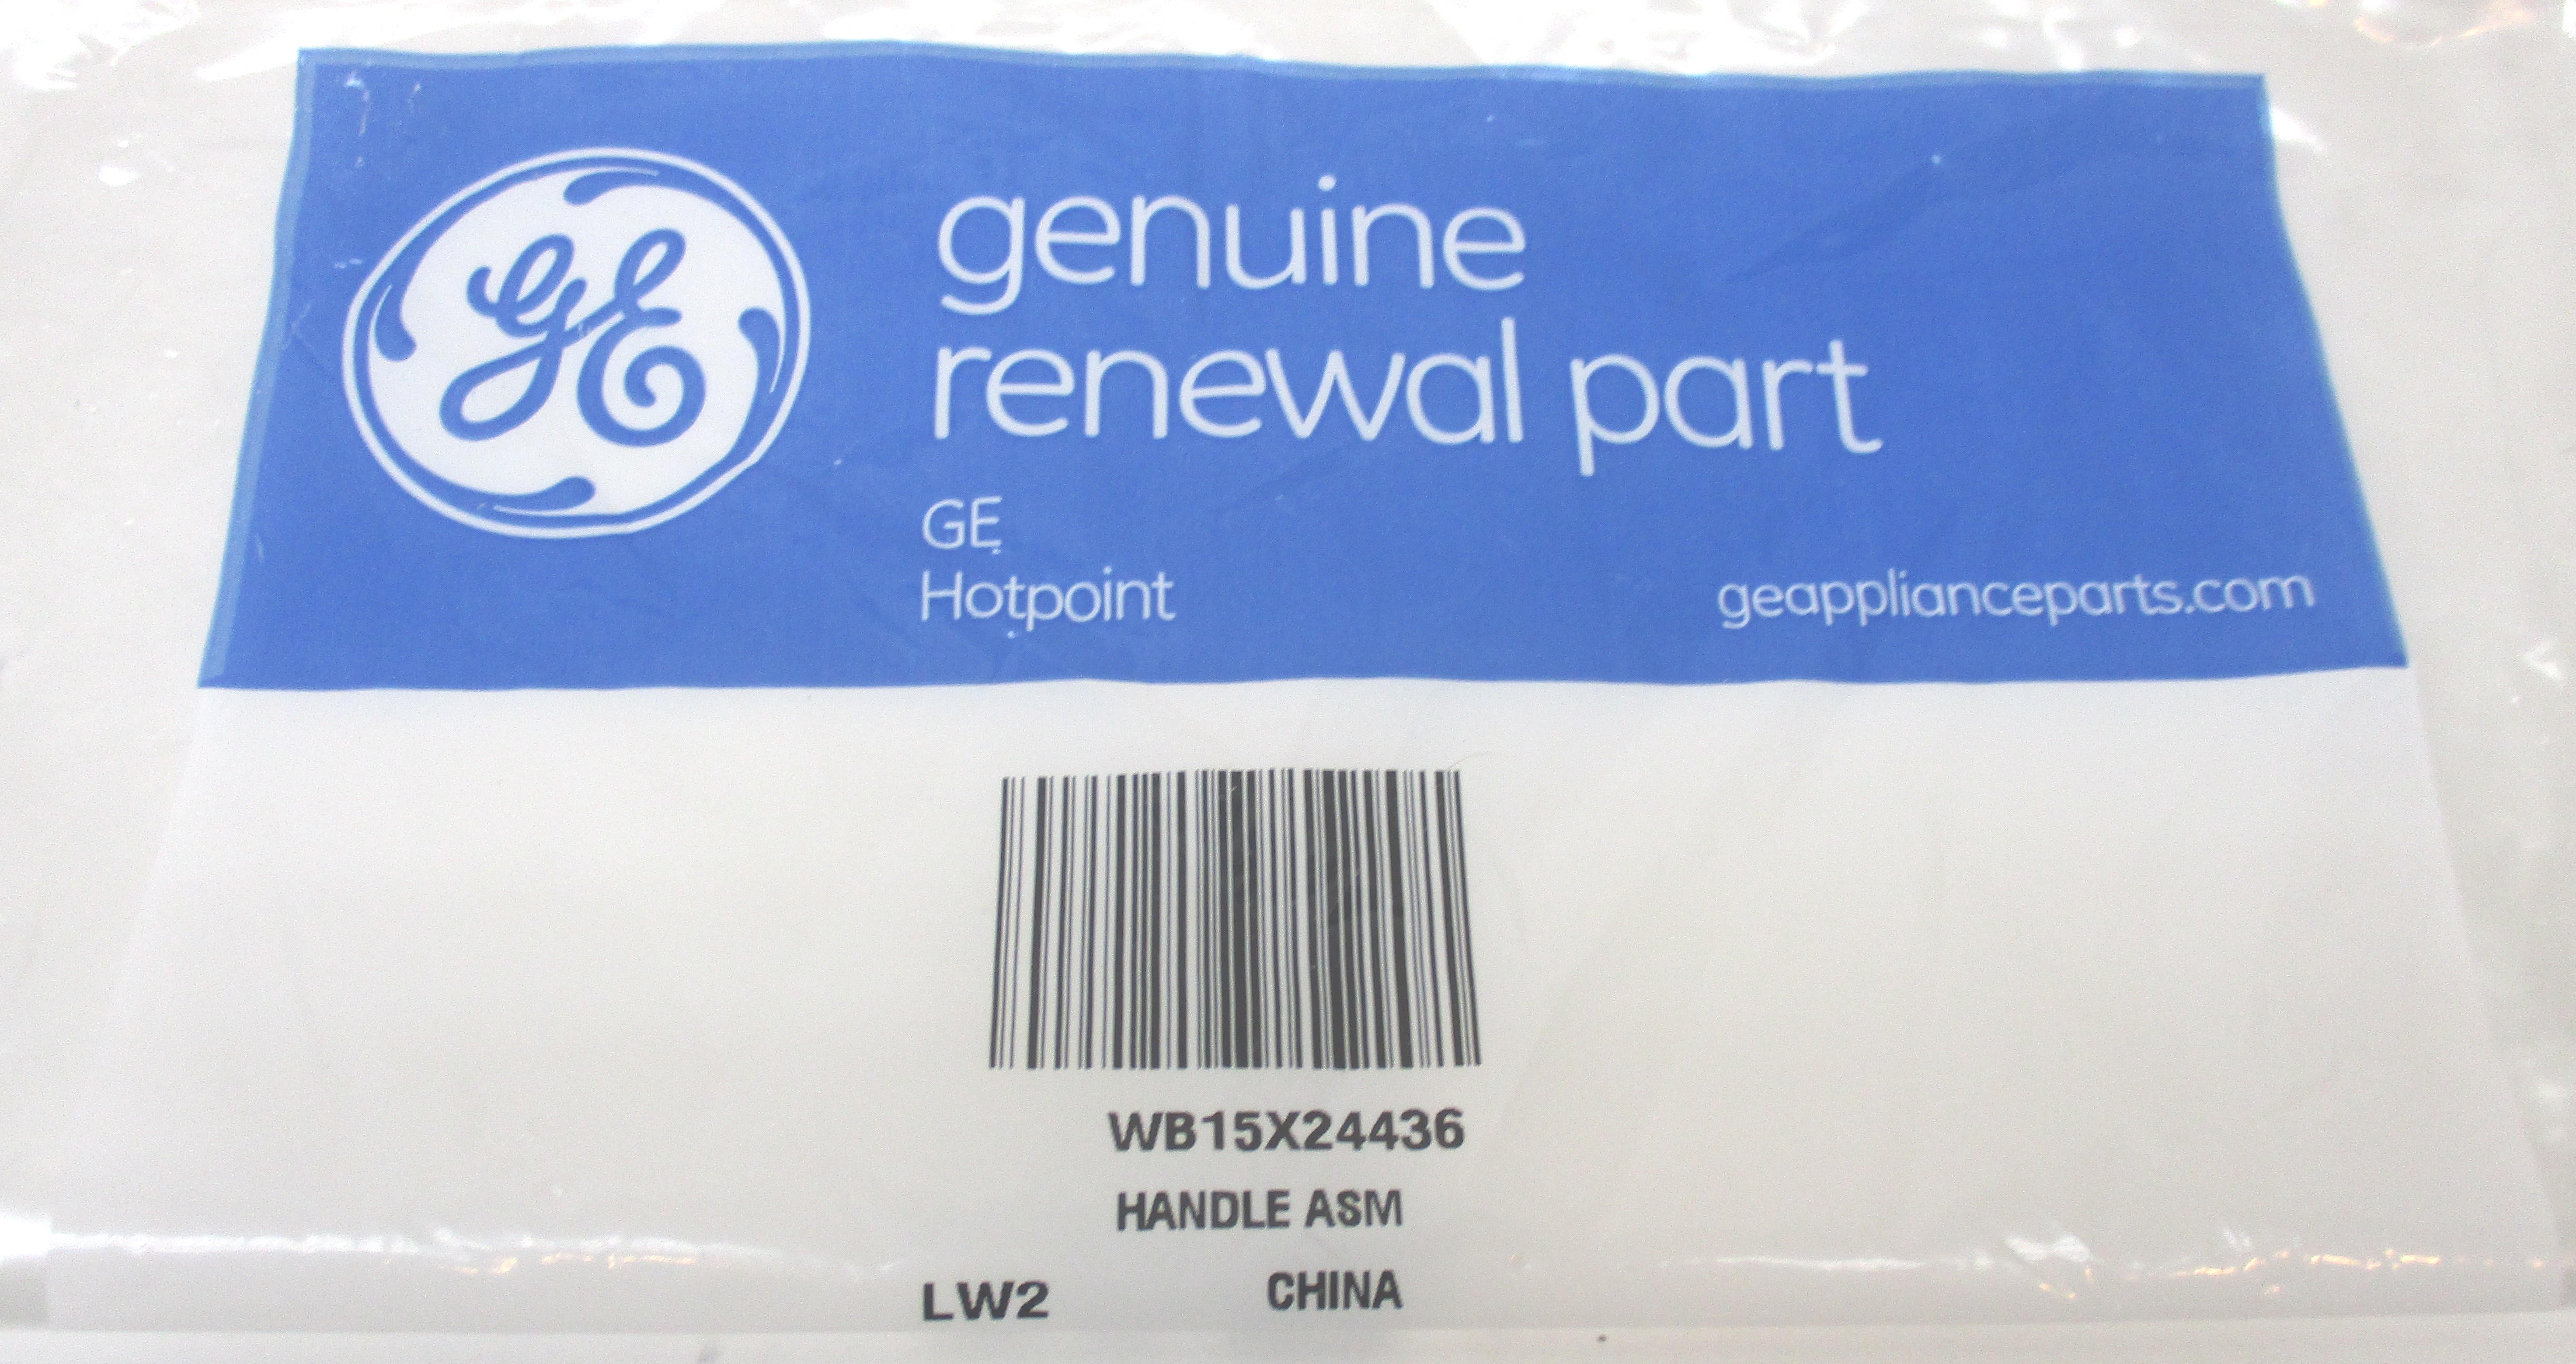 GE
genuine
renewal part
GE
Hotpoint
geapplianceparts.com
WB15X24436
HANDLE ASM
LW2 CHINA